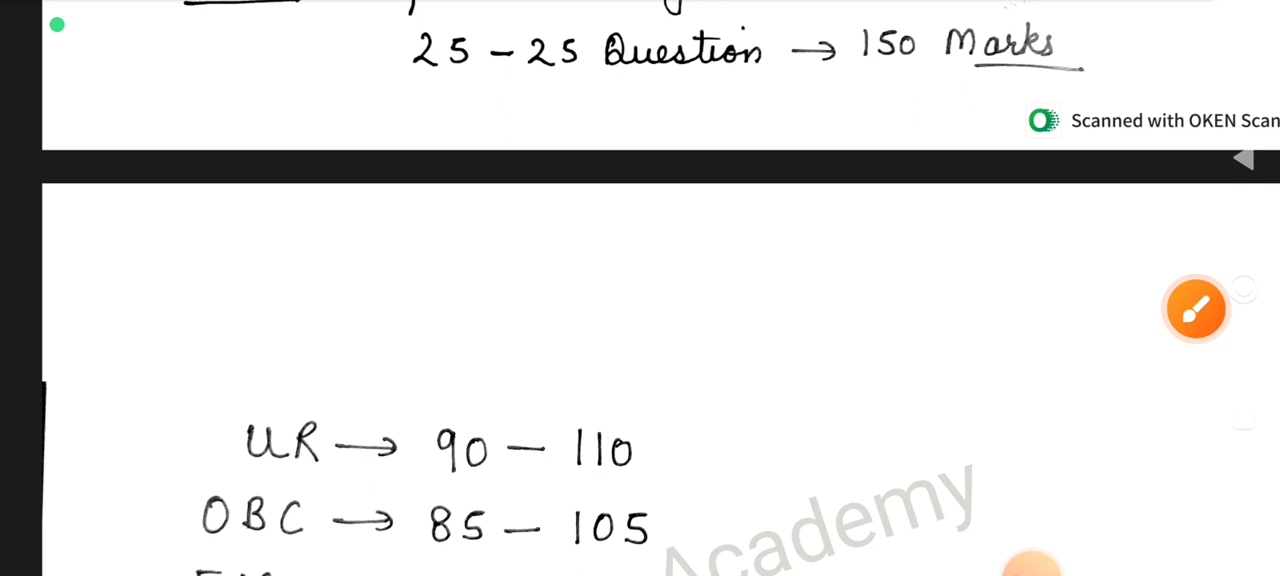 25 - 25 Question → 150 Marks
Scanned with OKEN Scan
UR → 90 - 110
OBC → 85 - 105
Academy